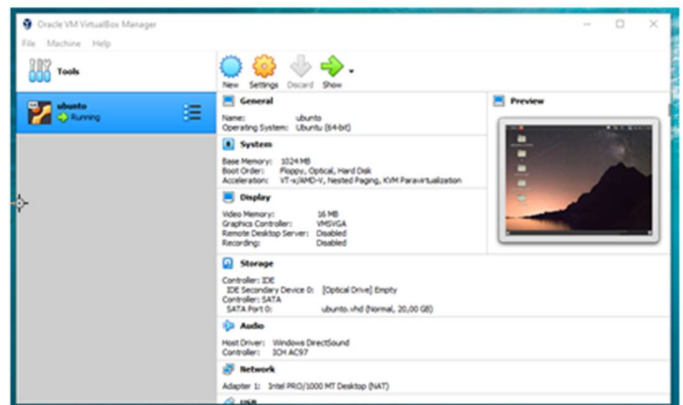 Oracle VM VirtualBox Manager
File Machine Help
Tools
New Settings Discard Show
ubunto
Running
General
Name: ubunto
Operating System: Ubuntu (64-bit)
System
Base Memory: 1024 MB
Boot Order: Floppy, Optical, Hard Disk
Acceleration: VT-x/AMD-V, Nested Paging, KVM Paravirtualization
Display
Video Memory: 16 MB
Graphics Controller: VMSVGA
Remote Desktop Server: Disabled
Recording: Disabled
Storage
Controller: IDE
IDE Secondary Device 0: [Optical Drive] Empty
Controller: SATA
SATA Port 0: ubunto.vhd (Normal, 20,00 GB)
Audio
Host Driver: Windows DirectSound
Controller: ICH AC97
Network
Adapter 1: Intel PRO/1000 MT Desktop (NAT)
USB
Preview